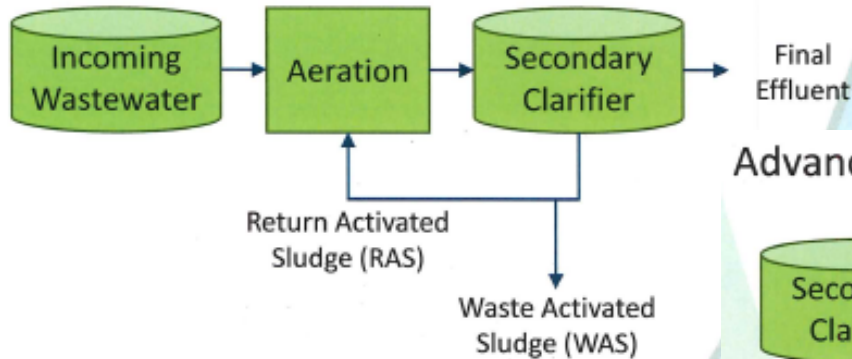 Incoming
Wastewater
Aeration
Secondary
Clarifier
Final
Effluent
Return Activated
Sludge (RAS)
Waste Activated
Sludge (WAS)